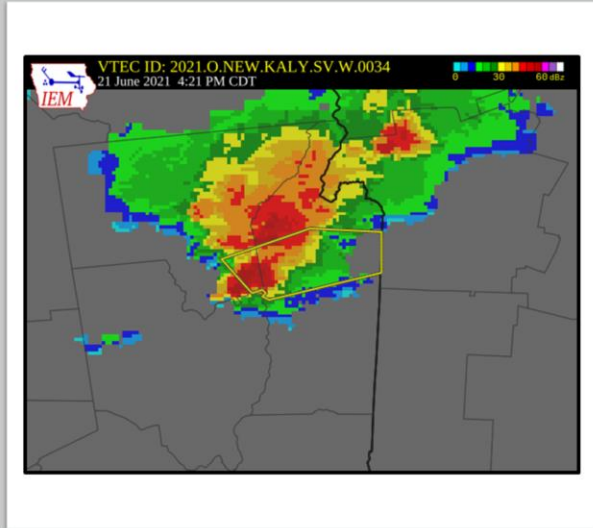 IEM
VTEC ID: 2021.O.NEW.KALY.SV.W.0034
21 June 2021 4:21 PM CDT
0 30 60 dBz